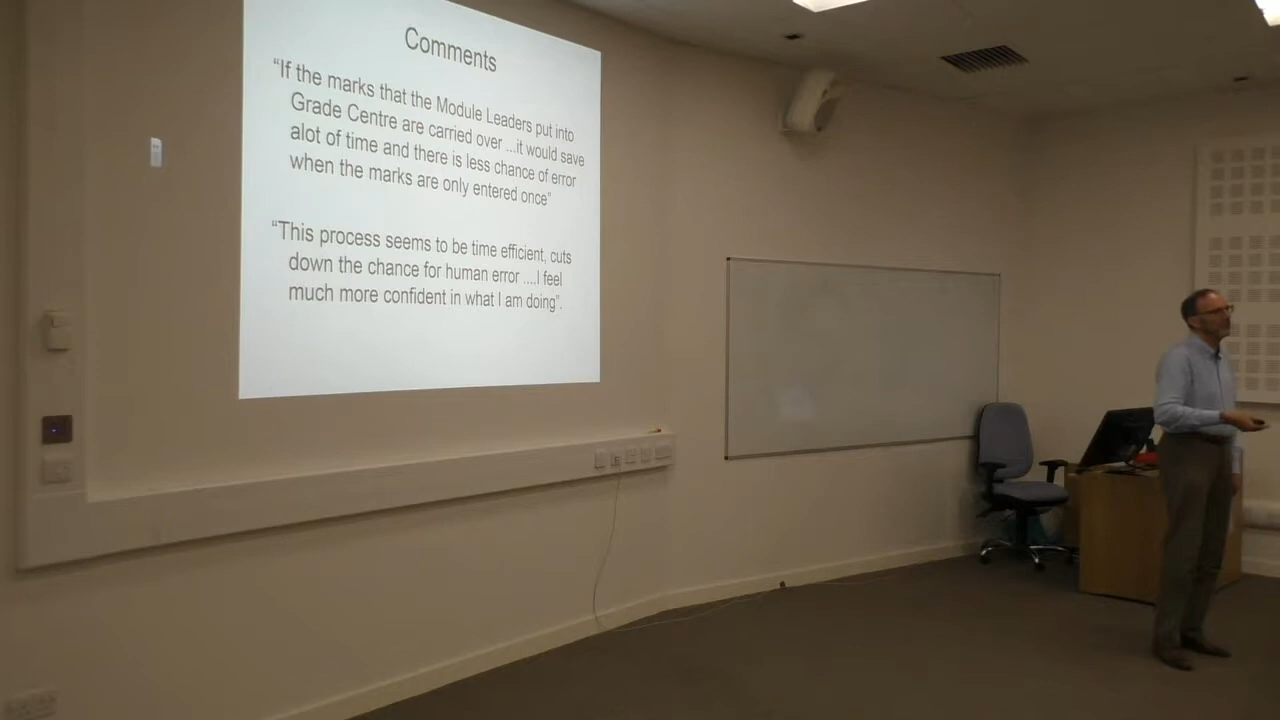 Comments
“If the marks that the Module Leaders put into
Grade Centre are carried over ...it would save
alot of time and there is less chance of error
when the marks are only entered once”
“This process seems to be time efficient, cuts
down the chance for human error ....I feel
much more confident in what I am doing”.